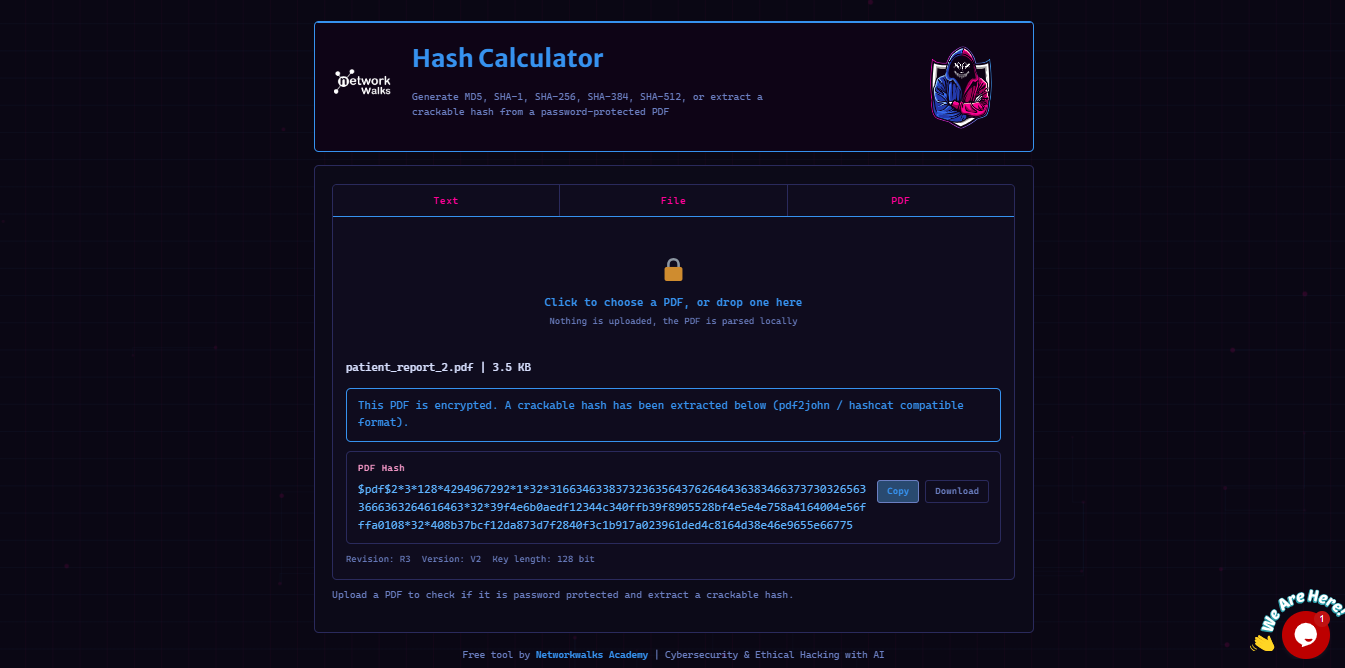 network
Walks
Hash Calculator
Generate MD5, SHA-1, SHA-256, SHA-384, SHA-512, or extract a
crackable hash from a password-protected PDF
Text
File
PDF
Click to choose a PDF, or drop one here
Nothing is uploaded, the PDF is parsed locally
patient_report_2.pdf | 3.5 KB
This PDF is encrypted. A crackable hash has been extracted below (pdf2john / hashcat compatible
format).
PDF Hash
$pdf$2*3*128*4294967292*1*32*316634633837323635643762646436383466373730326563
3666363264616463*32*39f4e6b0aedf12344c340ffb39f8905528bf4e5e4e758a4164004e56f
ffa0108*32*408b37bcf12da873d7f2840f3c1b917a023961ded4c8164d38e46e9655e66775
Copy
Download
Revision: R3 Version: V2 Key length: 128 bit
Upload a PDF to check if it is password protected and extract a crackable hash.
We Are Here!
1
Free tool by Networkwalks Academy | Cybersecurity & Ethical Hacking with AI